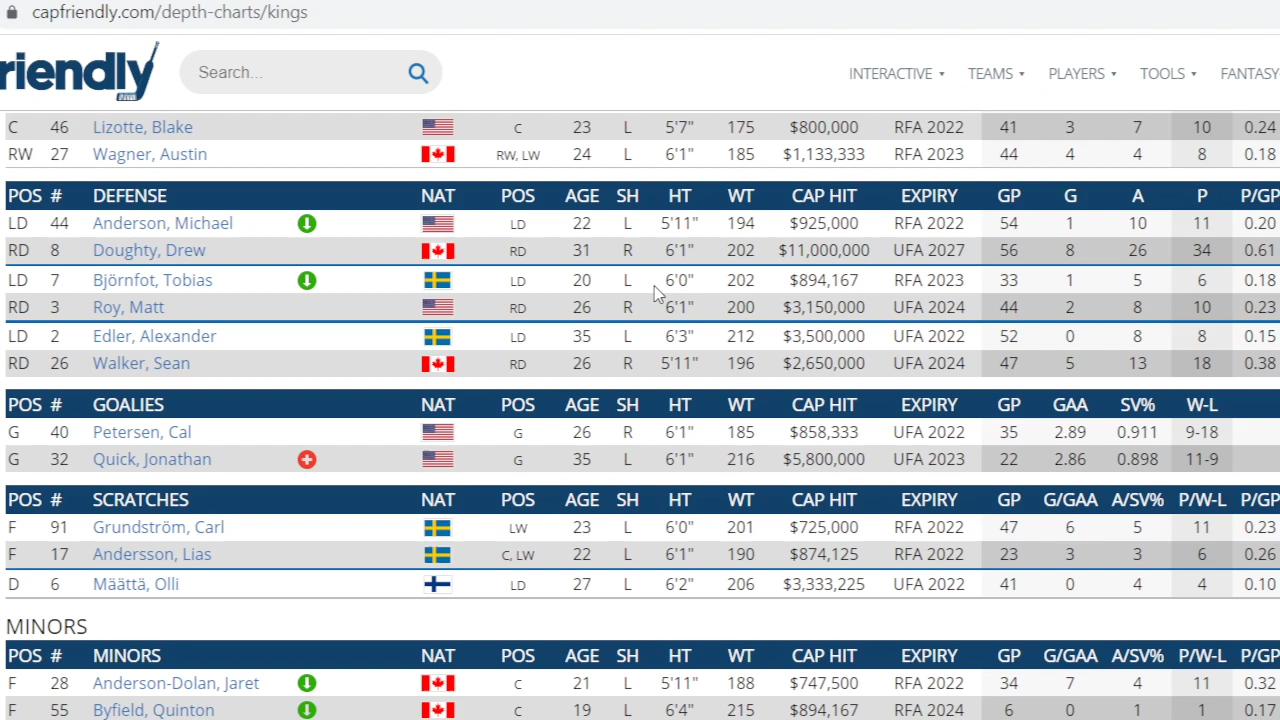 capfriendly.com/depth-charts/kings
riendly Search... INTERACTIVE TEAMS PLAYERS TOOLS FANTASY
C 46 Lizotte, Blake C 23 L 5'7" 175 $800,000 RFA 2022 41 3 7 10 0.24
RW 27 Wagner, Austin RW, LW 24 L 6'1" 185 $1,133,333 RFA 2023 44 4 4 8 0.18
POS # DEFENSE NAT POS AGE SH HT WT CAP HIT EXPIRY GP G A P P/GP
LD 44 Anderson, Michael LD 22 L 5'11" 194 $925,000 RFA 2022 54 1 10 11 0.20
RD 8 Doughty, Drew RD 31 R 6'1" 202 $11,000,000 UFA 2027 56 8 26 34 0.61
LD 7 Björnfot, Tobias LD 20 L 6'0" 202 $894,167 RFA 2023 33 1 5 6 0.18
RD 3 Roy, Matt RD 26 R 6'1" 200 $3,150,000 UFA 2024 44 2 8 10 0.23
LD 2 Edler, Alexander LD 35 L 6'3" 212 $3,500,000 UFA 2022 52 0 8 8 0.15
RD 26 Walker, Sean RD 26 R 5'11" 196 $2,650,000 UFA 2024 47 5 13 18 0.38
POS # GOALIES NAT POS AGE SH HT WT CAP HIT EXPIRY GP GAA SV% W-L
G 40 Petersen, Cal G 26 R 6'1" 185 $858,333 UFA 2022 35 2.89 0.911 9-18
G 32 Quick, Jonathan G 35 L 6'1" 216 $5,800,000 UFA 2023 22 2.86 0.898 11-9
POS # SCRATCHES NAT POS AGE SH HT WT CAP HIT EXPIRY GP G/GAA A/SV% P/W-L P/GP
F 91 Grundström, Carl LW 23 L 6'0" 201 $725,000 RFA 2022 47 6 5 11 0.23
F 17 Andersson, Lias C, LW 22 L 6'1" 190 $874,125 RFA 2022 23 3 3 6 0.26
D 6 Määttä, Olli LD 27 L 6'2" 206 $3,333,225 UFA 2022 41 0 4 4 0.10
MINORS
POS # MINORS NAT POS AGE SH HT WT CAP HIT EXPIRY GP G/GAA A/SV% P/W-L P/GP
F 28 Anderson-Dolan, Jaret C 21 L 5'11" 188 $747,500 RFA 2022 34 7 4 11 0.32
F 55 Byfield, Quinton C 19 L 6'4" 215 $894,167 RFA 2024 6 0 1 1 0.17